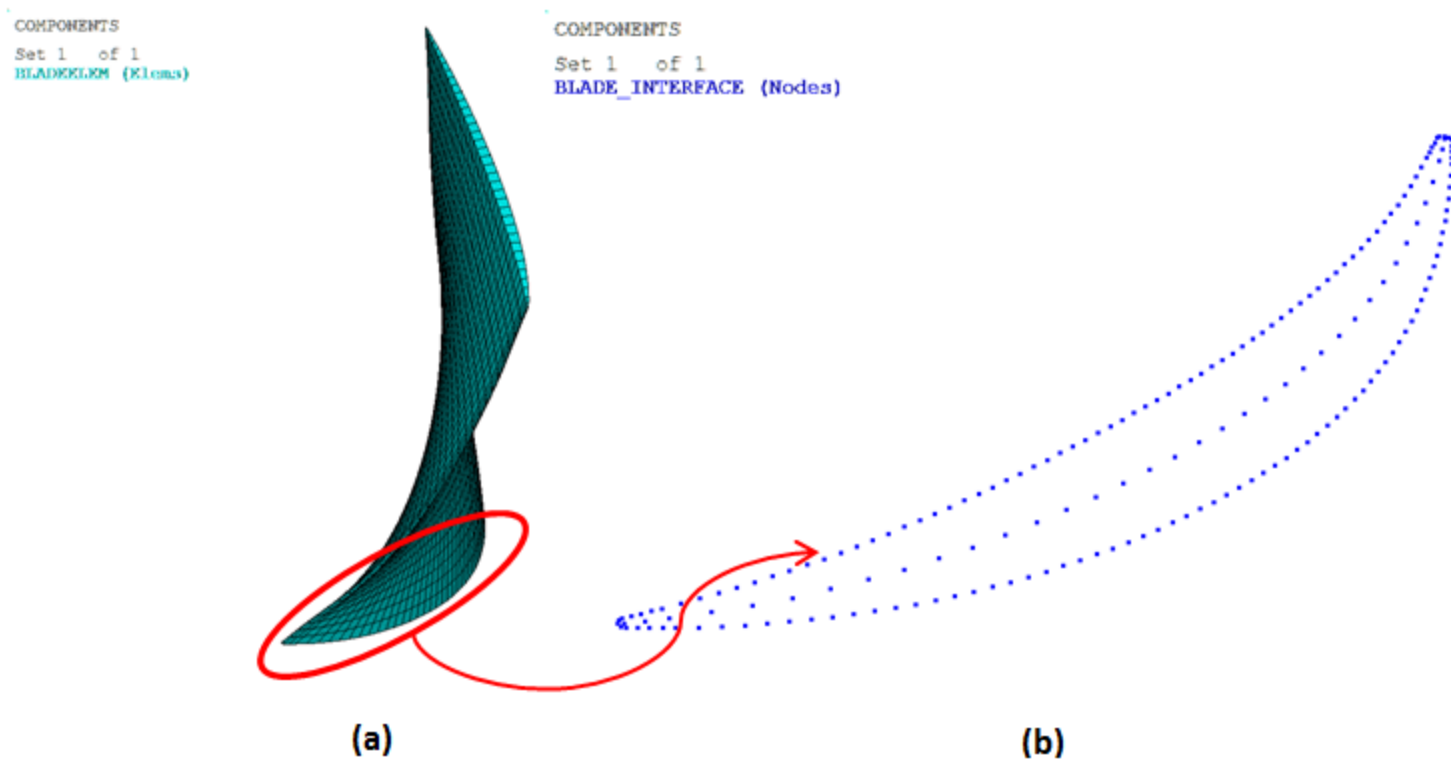 COMPONENTS
Set 1 of 1
BLADEELEM (Elems)
COMPONENTS
Set 1 of 1
BLADE_INTERFACE (Nodes)
(a)
(b)